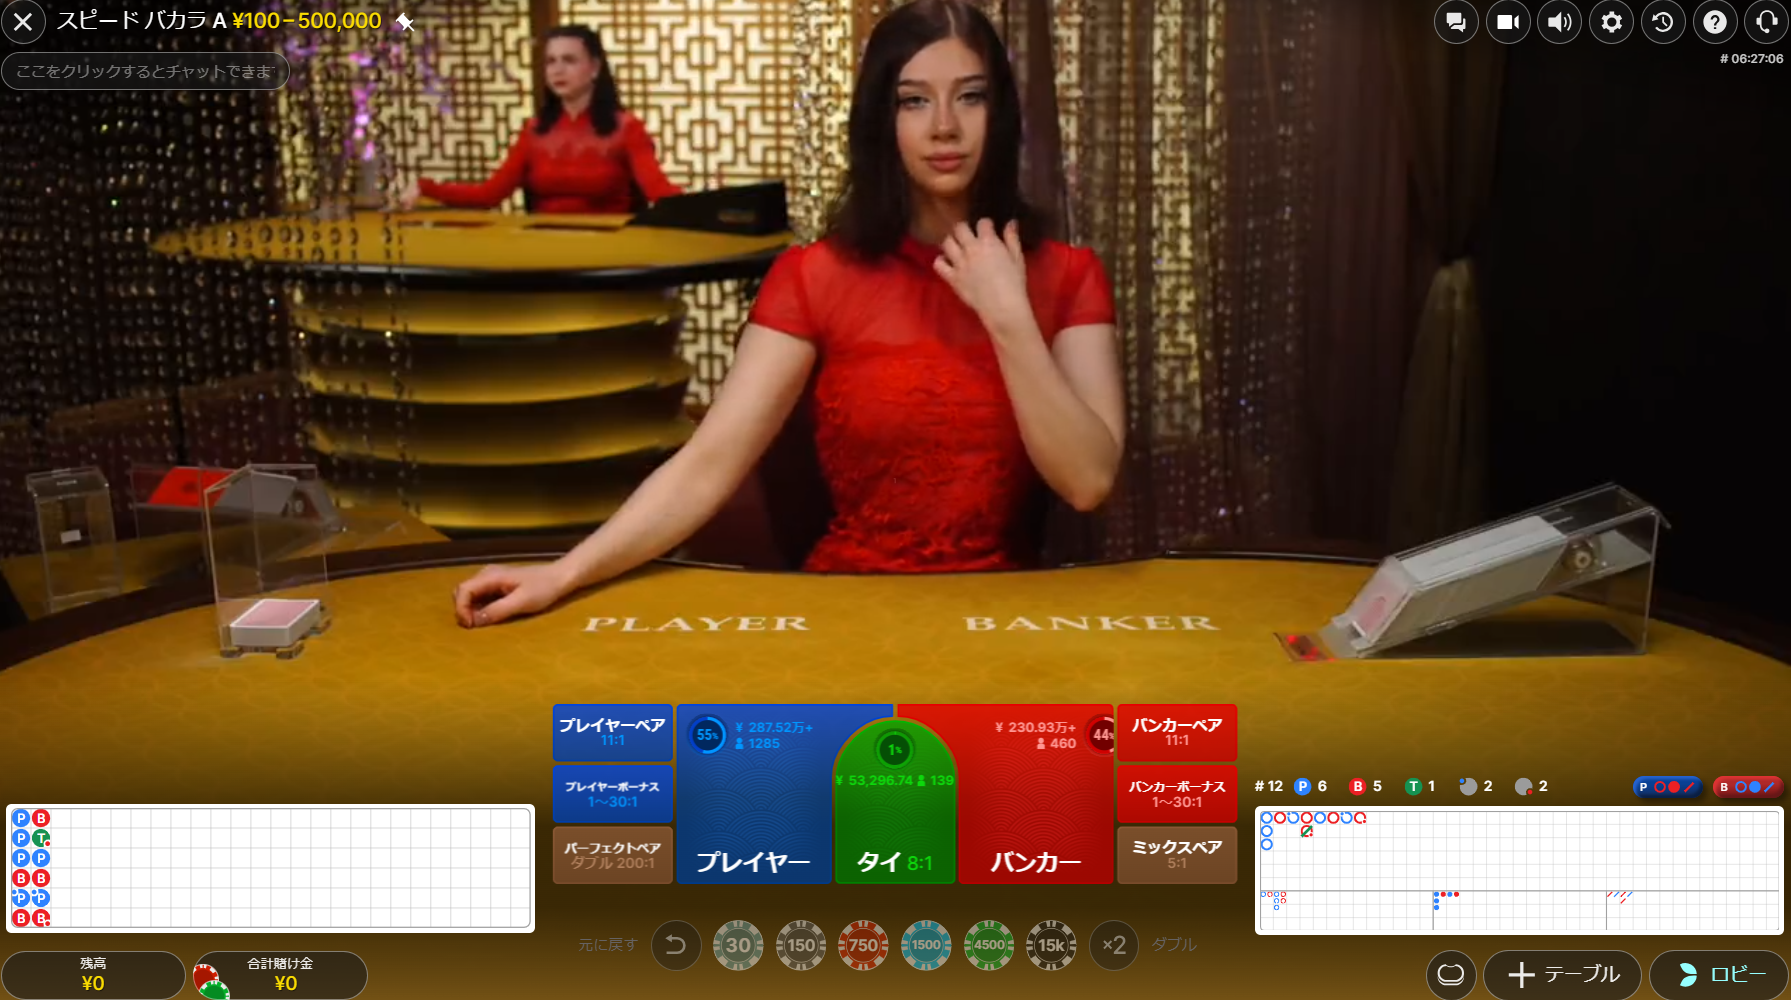 スピード バカラ A ¥100–500,000
ここをクリックするとチャットできます
# 06:27:06
PLAYER BANKER
プレイヤーペア
11:1
プレイヤーボーナス
1〜30:1
パーフェクトペア
ダブル 200:1
55%
¥ 287.52万+
1285
プレイヤー
1%
¥ 53,296.74 139
タイ 8:1
¥ 230.93万+
460
44%
バンカー
バンカーペア
11:1
バンカーボーナス
1〜30:1
ミックスペア
5:1
#12 P 6 B 5 T 1 2 2 P B
P B
P T
P P
B B
P P
B B
元に戻す 30 150 750 1500 4500 15k ×2 ダブル
残高
¥0
合計賭け金
¥0
テーブル
ロビー